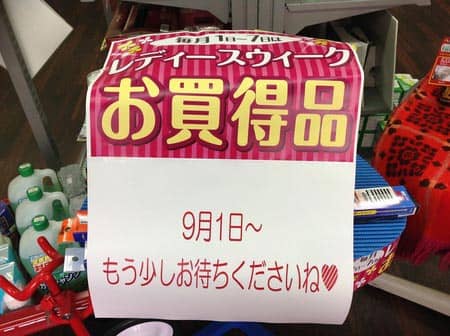 毎月1日~7日は
レディースウィーク
お買得品
9月1日~
もう少しお待ちくださいね♥